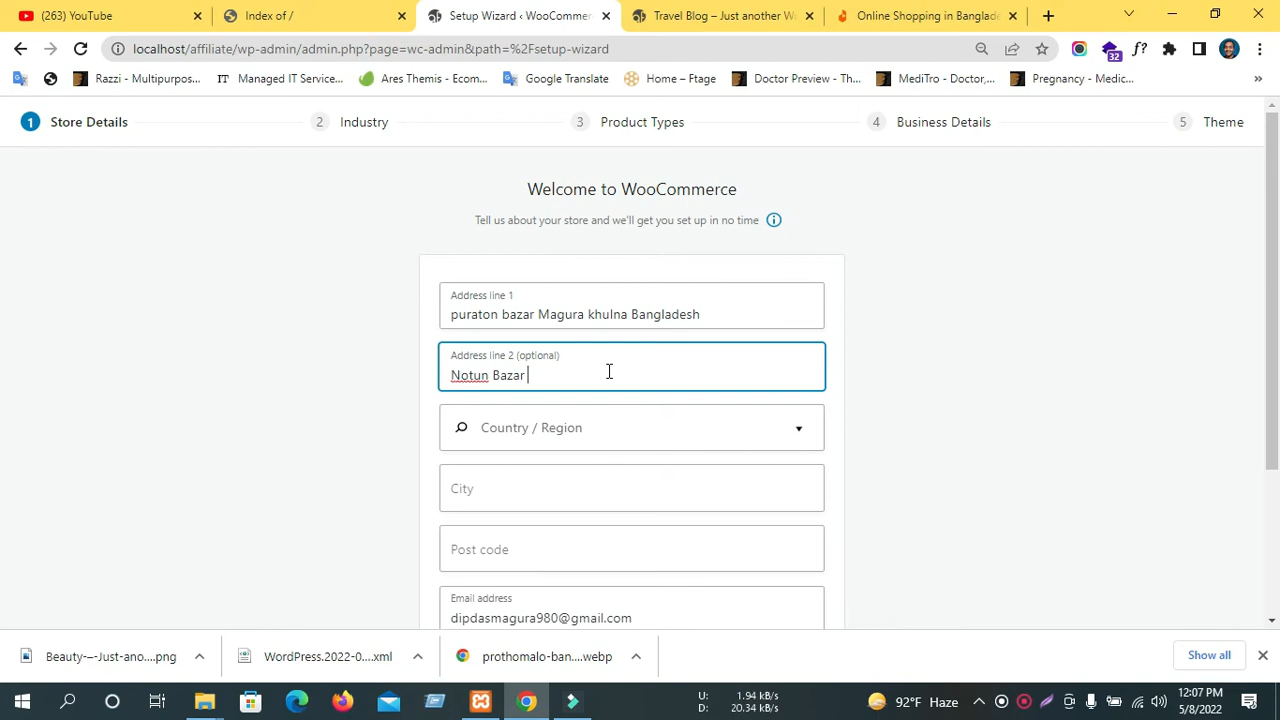 (263) YouTube
Index of /
Setup Wizard ‹ WooCommer
Travel Blog – Just another W
Online Shopping in Banglade
localhost/affiliate/wp-admin/admin.php?page=wc-admin&path=%2Fsetup-wizard
32
f?
Razzi - Multipurpos...
IT Managed IT Service...
Ares Themis - Ecom...
Google Translate
Home – Ftage
Doctor Preview - Th...
MediTro - Doctor,...
Pregnancy - Medic...
»
1 Store Details
2 Industry
3 Product Types
4 Business Details
5 Theme
Welcome to WooCommerce
Tell us about your store and we'll get you set up in no time
Address line 1
puraton bazar Magura khulna Bangladesh
Address line 2 (optional)
Notun Bazar
Country / Region
City
Post code
Email address
dipdasmagura980@gmail.com
Beauty-–-Just-ano....png
WordPress.2022-0....xml
prothomalo-ban....webp
Show all
U: 1.94 kB/s
D: 20.34 kB/s
92°F Haze
12:07 PM
5/8/2022